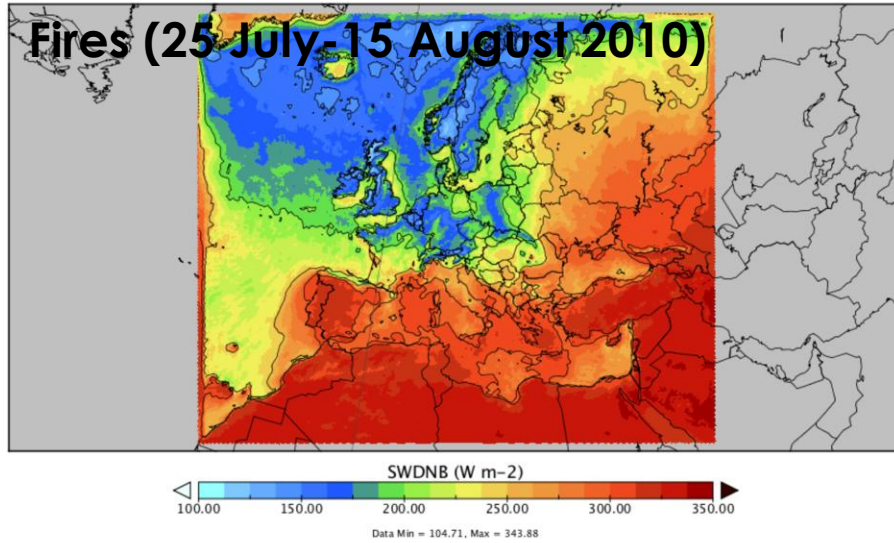 Fires (25 July-15 August 2010)
SWDNB (W m-2)
100.00 150.00 200.00 250.00 300.00 350.00
Data Min = 104.71, Max = 343.88